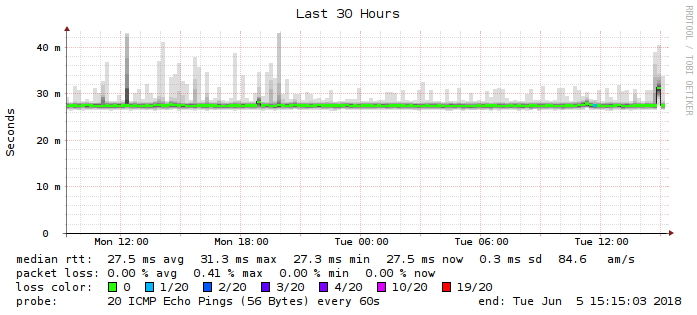 Last 30 Hours
RRDTOOL / TOBI OETIKER
Seconds
40 m
30 m
20 m
10 m
0
Mon 12:00 Mon 18:00 Tue 00:00 Tue 06:00 Tue 12:00
median rtt: 27.5 ms avg 31.3 ms max 27.3 ms min 27.5 ms now 0.3 ms sd 84.6 am/s
packet loss: 0.00 % avg 0.41 % max 0.00 % min 0.00 % now
loss color: 0 1/20 2/20 3/20 4/20 10/20 19/20
probe: 20 ICMP Echo Pings (56 Bytes) every 60s end: Tue Jun 5 15:15:03 2018